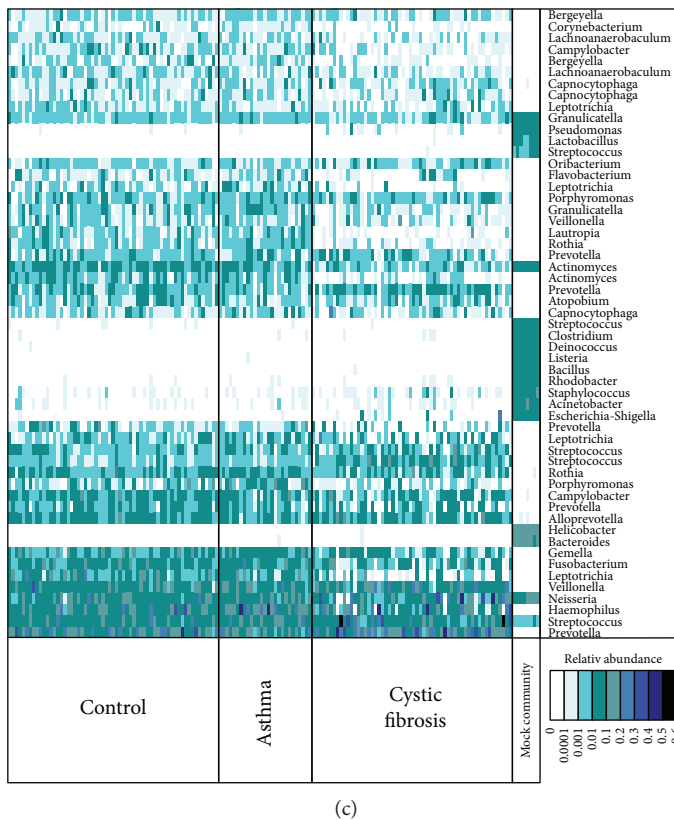 Bergeyella
Corynebacterium
Lachnoanaerobaculum
Campylobacter
Bergeyella
Lachnoanaerobaculum
Capnocytophaga
Capnocytophaga
Leptotrichia
Granulicatella
Pseudomonas
Lactobacillus
Streptococcus
Oribacterium
Flavobacterium
Leptotrichia
Porphyromonas
Granulicatella
Veillonella
Lautropia
Rothia
Prevotella
Actinomyces
Actinomyces
Prevotella
Atopobium
Capnocytophaga
Streptococcus
Clostridium
Deinococcus
Listeria
Bacillus
Rhodobacter
Staphylococcus
Acinetobacter
Escherichia-Shigella
Prevotella
Leptotrichia
Streptococcus
Streptococcus
Rothia
Porphyromonas
Campylobacter
Prevotella
Alloprevotella
Helicobacter
Bacteroides
Gemella
Fusobacterium
Leptotrichia
Veillonella
Neisseria
Haemophilus
Streptococcus
Prevotella
Control
Asthma
Cystic
fibrosis
Mock community
Relativ abundance
0
0.0001
0.001
0.01
0.1
0.2
0.3
0.4
0.5
(c)